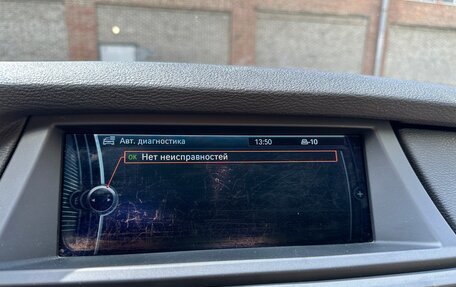 Авт. диагностика 13:50 -10
OK Нет неисправностей